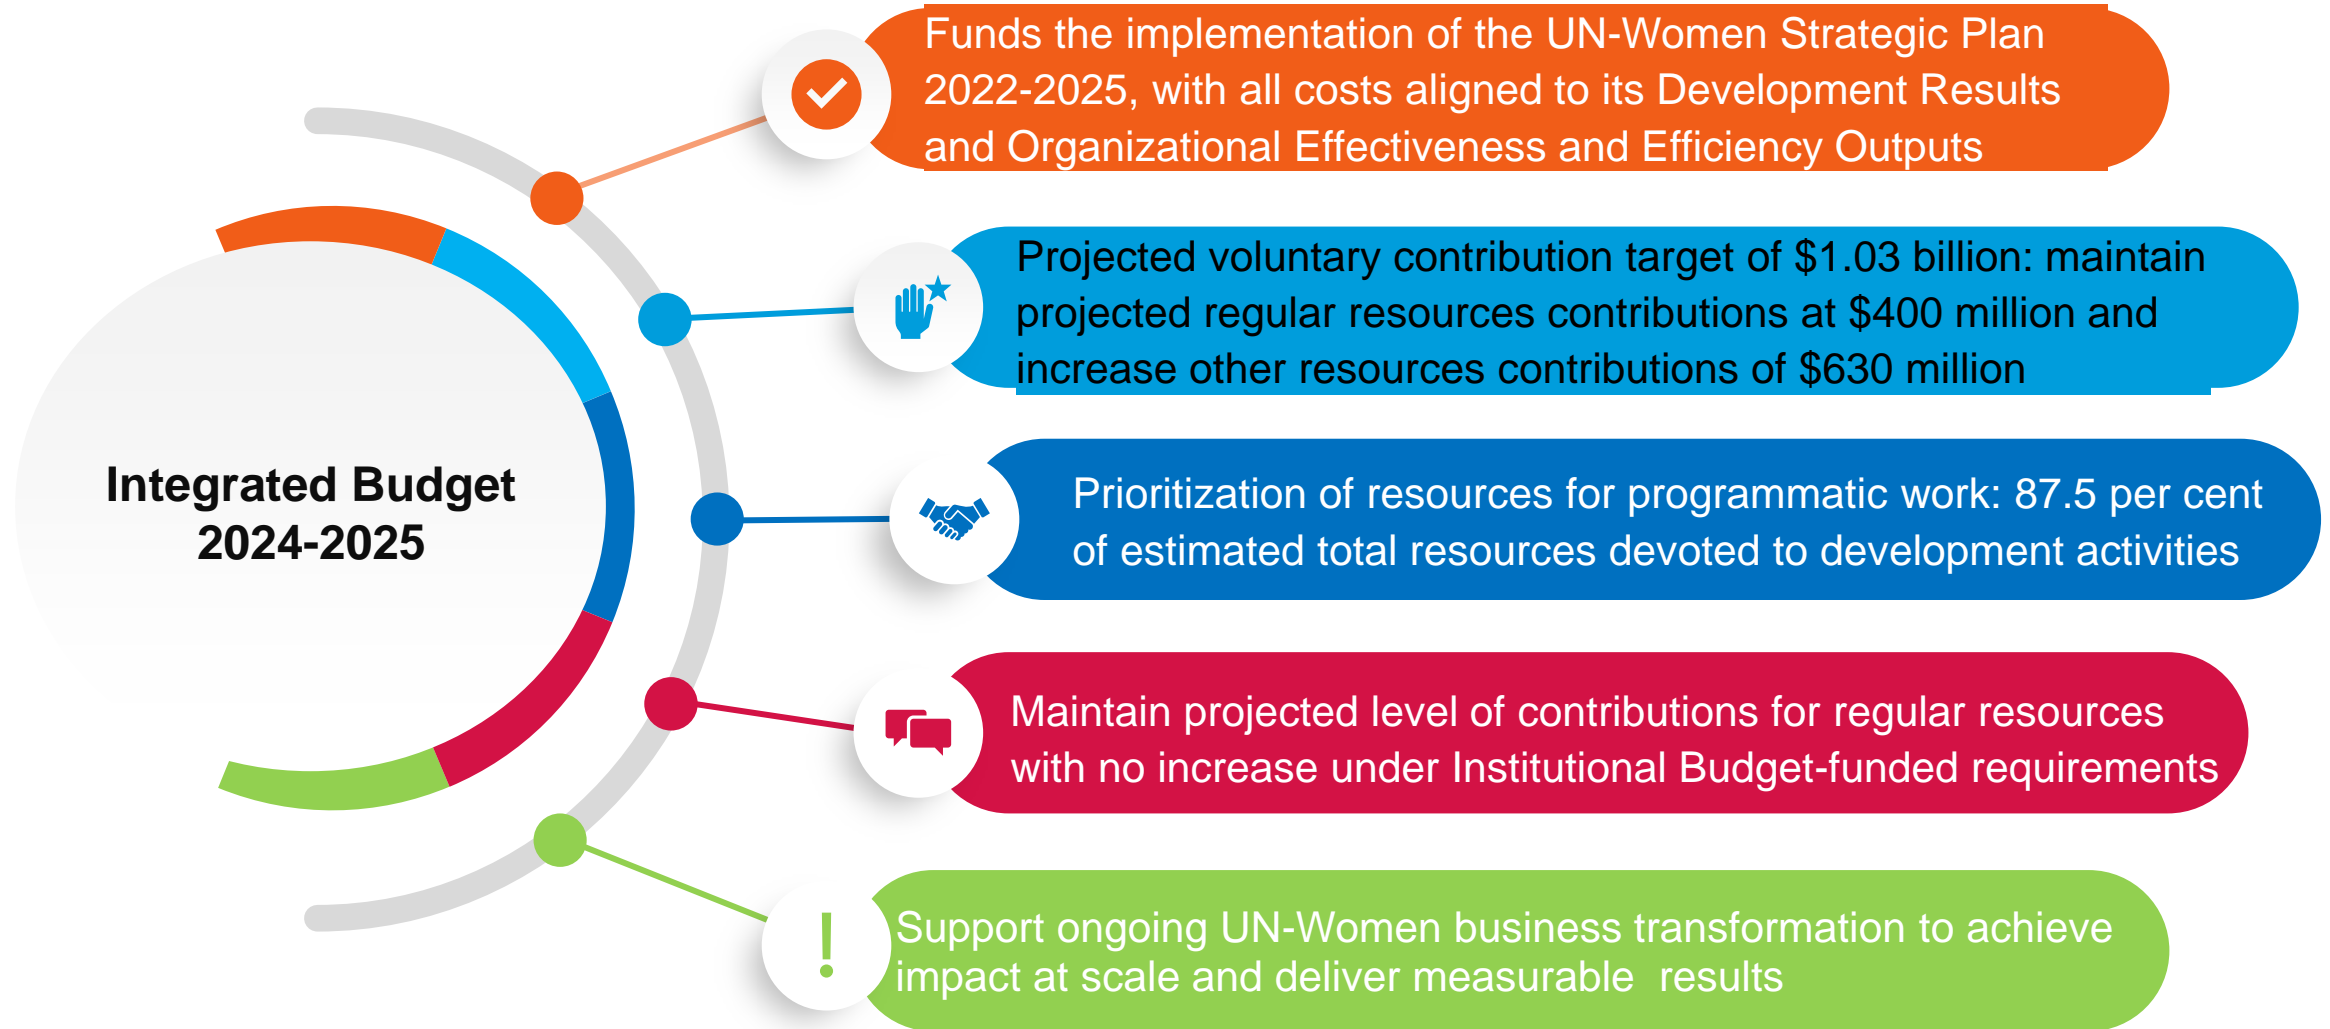 Funds the implementation of the UN-Women Strategic Plan
2022-2025, with all costs aligned to its Development Results
and Organizational Effectiveness and Efficiency Outputs
Projected voluntary contribution target of $1.03 billion: maintain
projected regular resources contributions at $400 million and
increase other resources contributions of $630 million
Integrated Budget
2024-2025
Prioritization of resources for programmatic work: 87.5 per cent
of estimated total resources devoted to development activities
Maintain projected level of contributions for regular resources
with no increase under Institutional Budget-funded requirements
Support ongoing UN-Women business transformation to achieve
impact at scale and deliver measurable  results